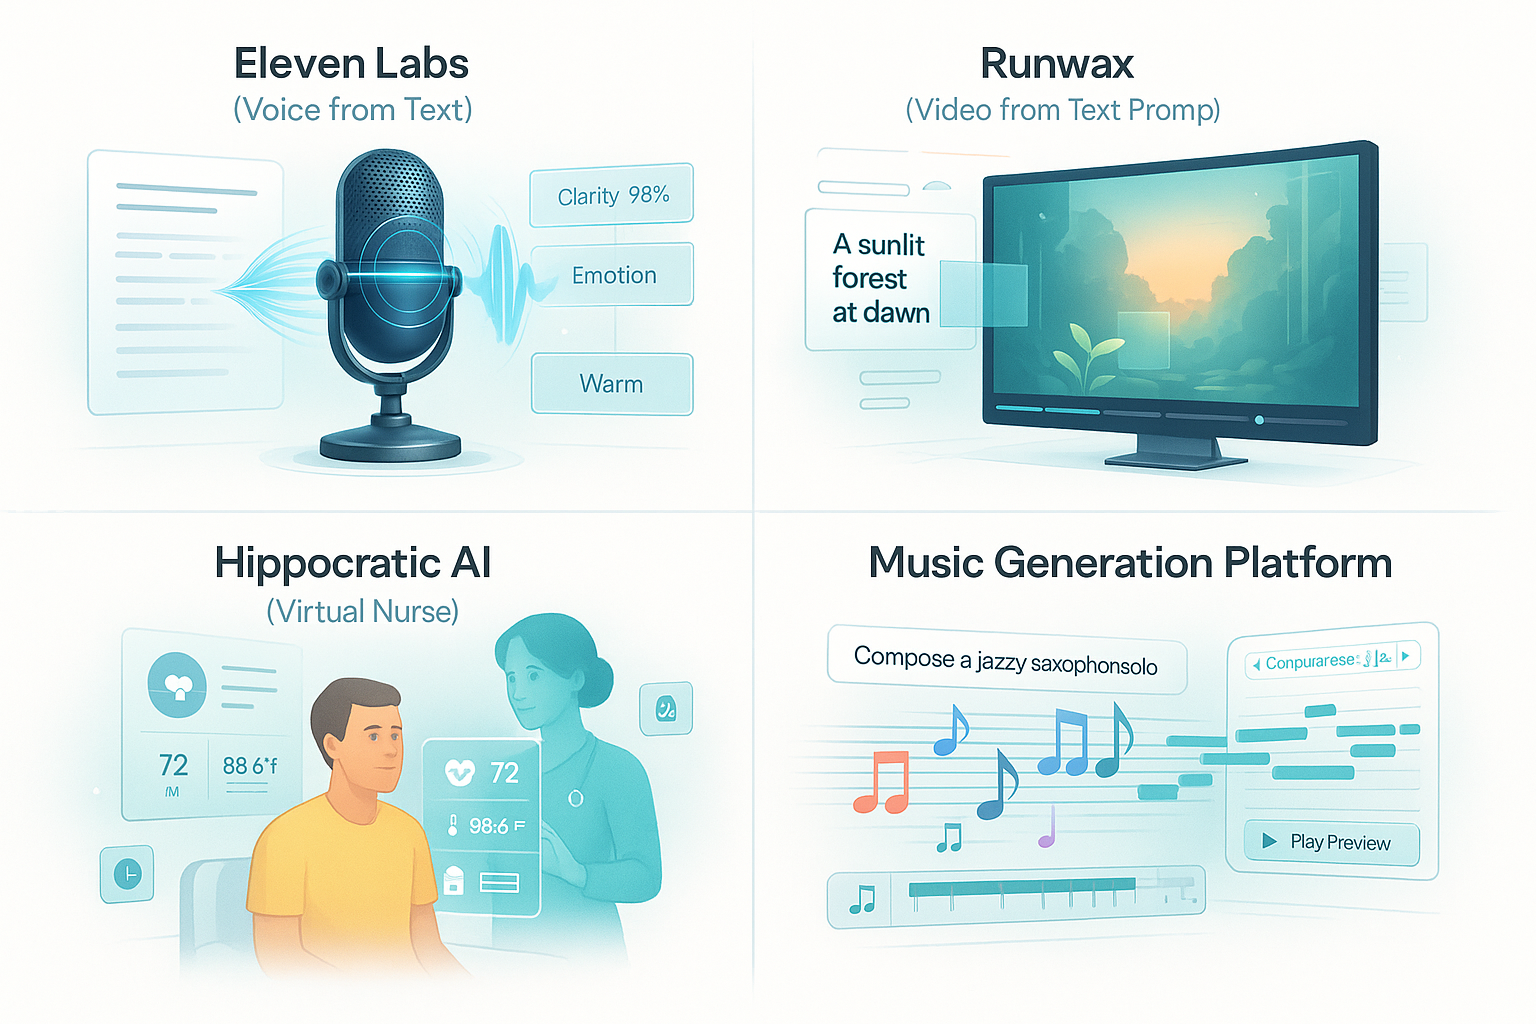 Eleven Labs
(Voice from Text)
Clarity 98%
Emotion
Warm
Runwax
(Video from Text Promp)
A sunlit
forest
at dawn
Hippocratic AI
(Virtual Nurse)
72
/M
88 6*f
72
98:6 F
Music Generation Platform
Compose a jazzy saxophonsolo
Conpurarese:
Play Preview